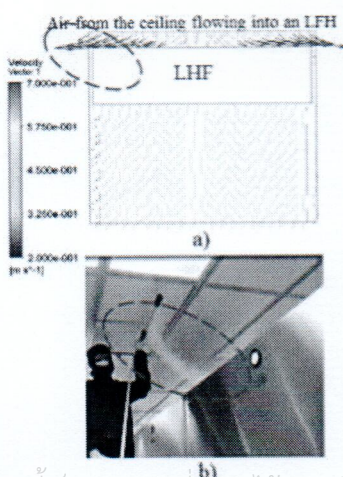 Air from the ceiling flowing into an LFH
Velocity
Vector 1
7.000e-001
LHF
5.750e-001
4.500e-001
3.250e-001
2.000e-001
[m s^-1]
a)
b)